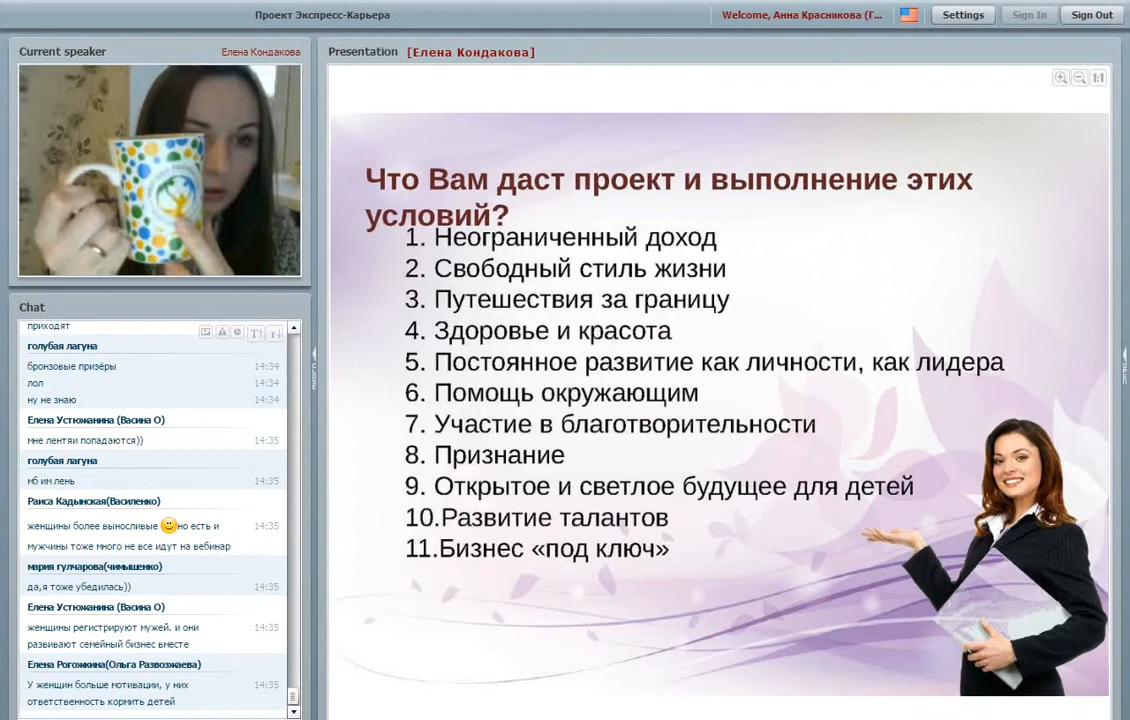 Проект Экспресс-Карьера
Welcome, Анна Красникова (Г...
Settings
Sign In
Sign Out
Current speaker
Елена Кондакова
Presentation
[Елена Кондакова]
1:1
Что Вам даст проект и выполнение этих
условий?
1. Неограниченный доход
2. Свободный стиль жизни
3. Путешествия за границу
4. Здоровье и красота
5. Постоянное развитие как личности, как лидера
6. Помощь окружающим
7. Участие в благотворительности
8. Признание
9. Открытое и светлое будущее для детей
10.Развитие талантов
11.Бизнес «под ключ»
Chat
приходят
голубая лагуна
бронзовые призёры 14:34
лол 14:34
ну не знаю 14:34
Елена Устюжанина (Васина О)
мне лентяи попадаются)) 14:35
голубая лагуна
мб им лень 14:35
Раиса Кадынская(Василенко)
женщины более выносливые но есть и 14:35
мужчины тоже много не все идут на вебинар
мария гулчарова(чимышенко)
да,я тоже убедилась)) 14:35
Елена Устюжанина (Васина О)
женщины регистрируют мужей. и они 14:35
развивают семейный бизнес вместе
Елена Рогожкина(Ольга Развозжаева)
У женщин больше мотивации, у них 14:35
ответственность кормить детей